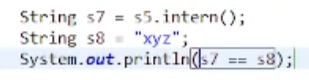 String s7 = s5.intern();
String s8 = "xyz";
System.out.println(s7 == s8);